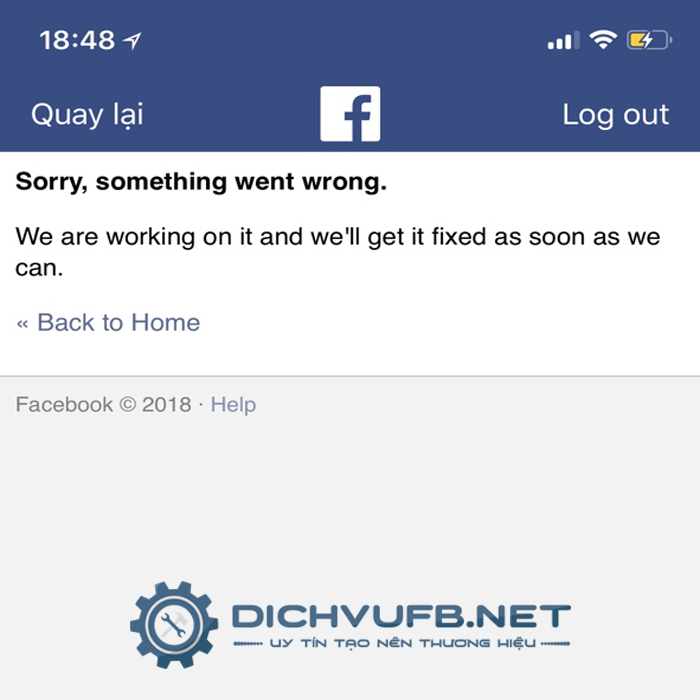 18:48
Quay lại
Log out
Sorry, something went wrong.
We are working on it and we'll get it fixed as soon as we
can.
« Back to Home
Facebook © 2018 · Help
DICHVUFB.NET
UY TÍN TẠO NÊN THƯƠNG HIỆU